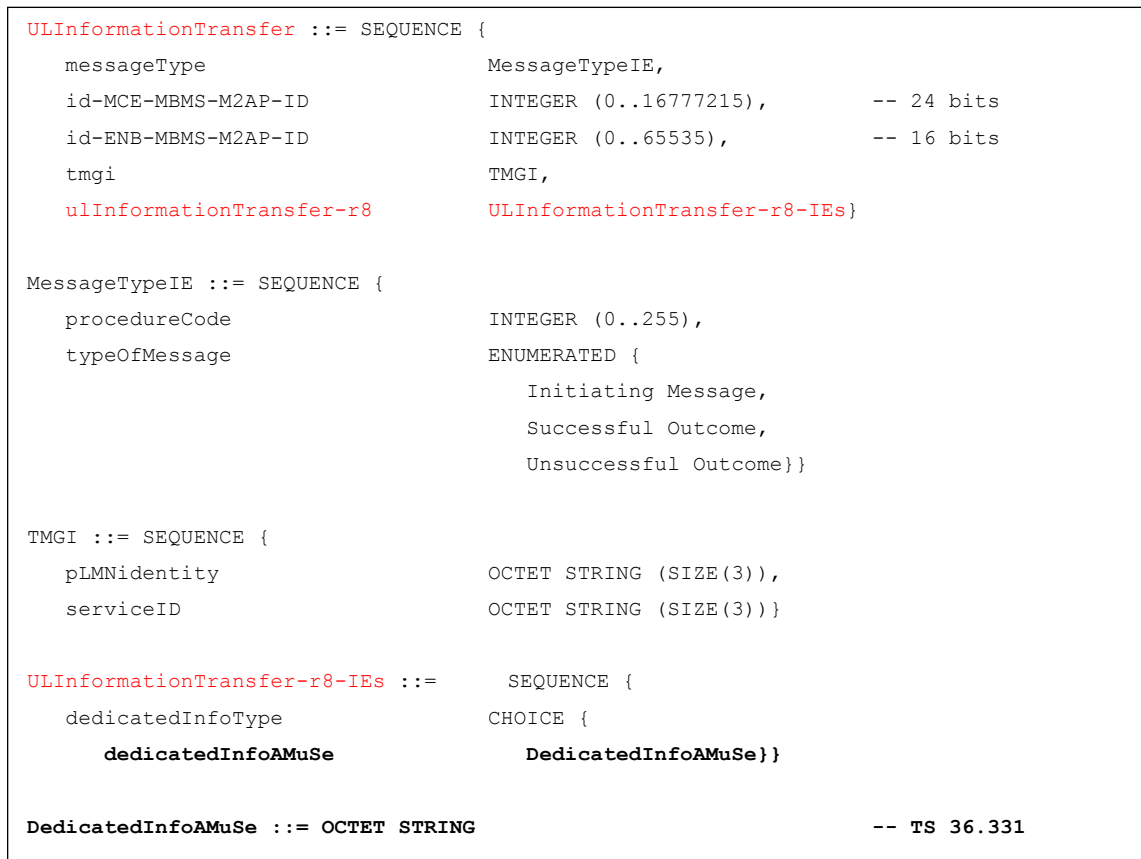 ULInformationTransfer ::= SEQUENCE {
messageType MessageTypeIE,
id-MCE-MBMS-M2AP-ID INTEGER (0..16777215), -- 24 bits
id-ENB-MBMS-M2AP-ID INTEGER (0..65535), -- 16 bits
tmgi TMGI,
ulInformationTransfer-r8 ULInformationTransfer-r8-IEs}
MessageTypeIE ::= SEQUENCE {
procedureCode INTEGER (0..255),
typeOfMessage ENUMERATED {
Initiating Message,
Successful Outcome,
Unsuccessful Outcome}}
TMGI ::= SEQUENCE {
pLMNidentity OCTET STRING (SIZE(3)),
serviceID OCTET STRING (SIZE(3))}
ULInformationTransfer-r8-IEs ::= SEQUENCE {
dedicatedInfoType CHOICE {
dedicatedInfoAMuSe DedicatedInfoAMuSe}}
DedicatedInfoAMuSe ::= OCTET STRING -- TS 36.331